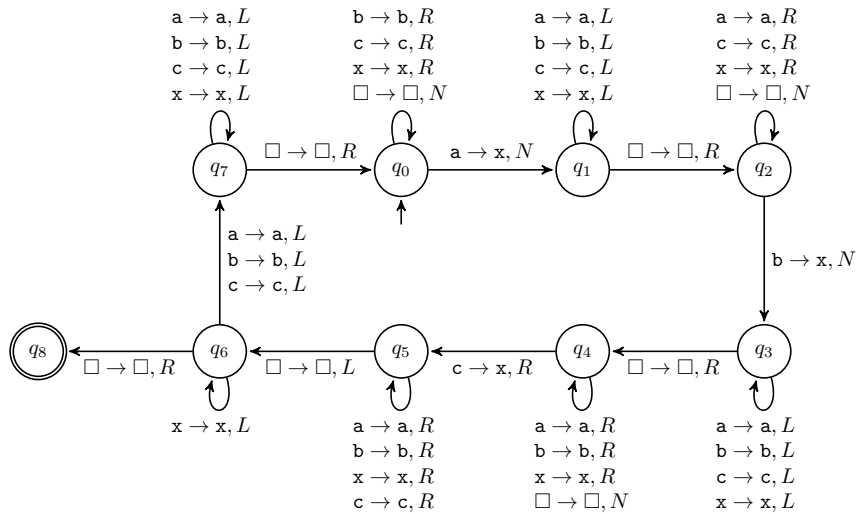 a → a, L
b → b, L
c → c, L
x → x, L
b → b, R
c → c, R
x → x, R
□ → □, N
a → a, L
b → b, L
c → c, L
x → x, L
a → a, R
c → c, R
x → x, R
□ → □, N
q7
□ → □, R
q0
a → x, N
q1
□ → □, R
q2
a → a, L
b → b, L
c → c, L
b → x, N
q8
□ → □, R
q6
□ → □, L
q5
c → x, R
q4
□ → □, R
q3
x → x, L
a → a, R
b → b, R
x → x, R
c → c, R
a → a, R
b → b, R
x → x, R
□ → □, N
a → a, L
b → b, L
c → c, L
x → x, L